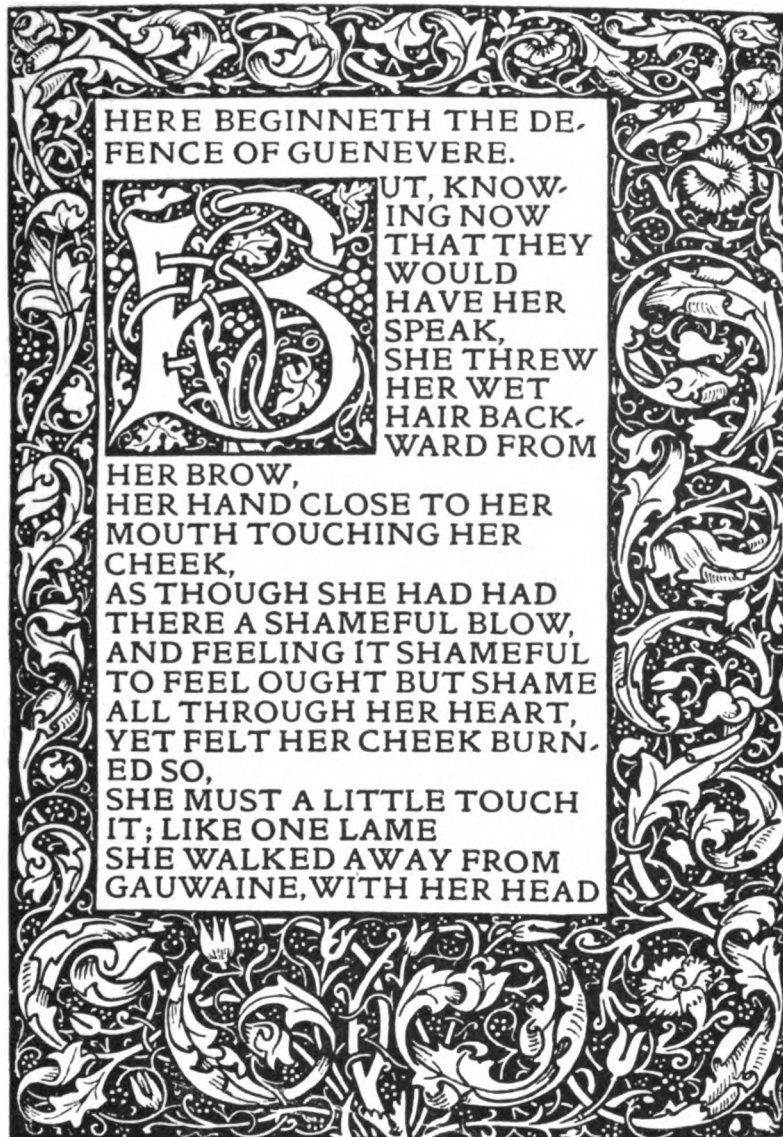 HERE BEGINNETH THE DE-
FENCE OF GUENEVERE.
BUT, KNOW-
ING NOW
THAT THEY
WOULD
HAVE HER
SPEAK,
SHE THREW
HER WET
HAIR BACK-
WARD FROM
HER BROW,
HER HAND CLOSE TO HER
MOUTH TOUCHING HER
CHEEK,
AS THOUGH SHE HAD HAD
THERE A SHAMEFUL BLOW,
AND FEELING IT SHAMEFUL
TO FEEL OUGHT BUT SHAME
ALL THROUGH HER HEART,
YET FELT HER CHEEK BURN-
ED SO,
SHE MUST A LITTLE TOUCH
IT; LIKE ONE LAME
SHE WALKED AWAY FROM
GAUWAINE, WITH HER HEAD